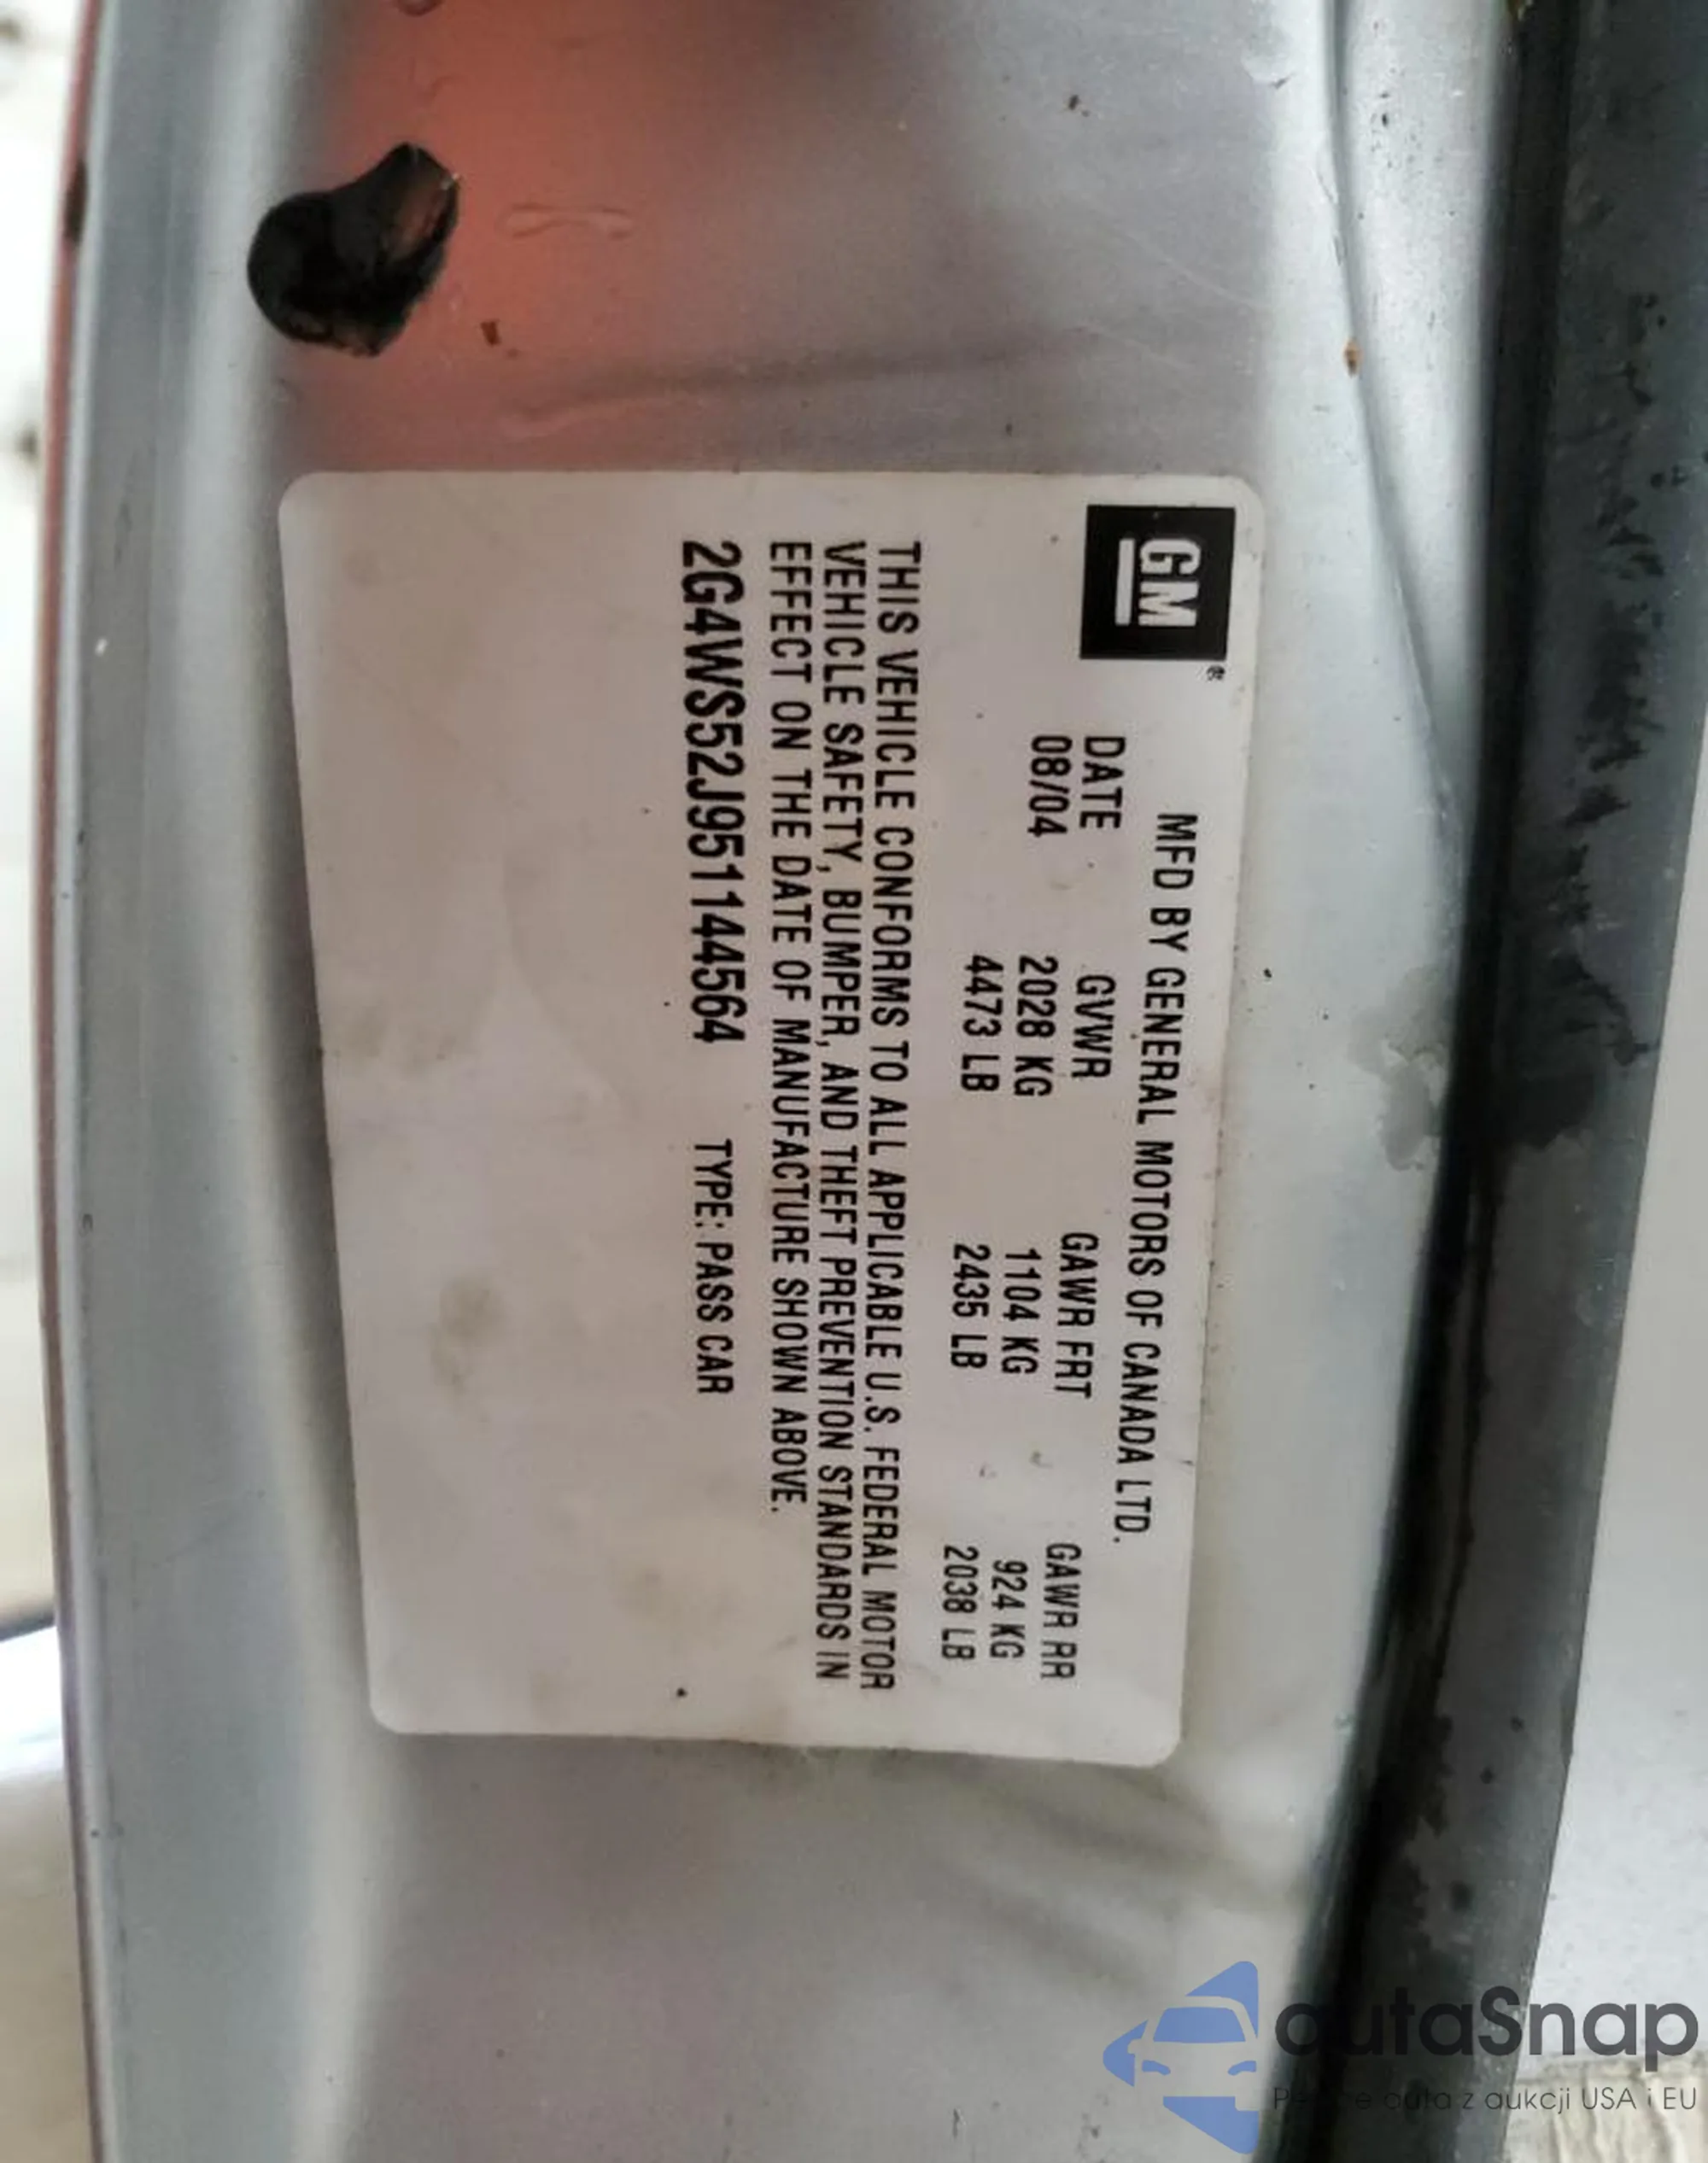 GM®
MFD BY GENERAL MOTORS OF CANADA LTD.
DATE GVWR GAWR FRT GAWR RR
08/04 2028 KG 1104 KG 924 KG
4473 LB 2435 LB 2038 LB
THIS VEHICLE CONFORMS TO ALL APPLICABLE U.S. FEDERAL MOTOR
VEHICLE SAFETY, BUMPER, AND THEFT PREVENTION STANDARDS IN
EFFECT ON THE DATE OF MANUFACTURE SHOWN ABOVE.
2G4WS52J951144564 TYPE: PASS CAR
autaSnap
auta z aukcji USA i EU